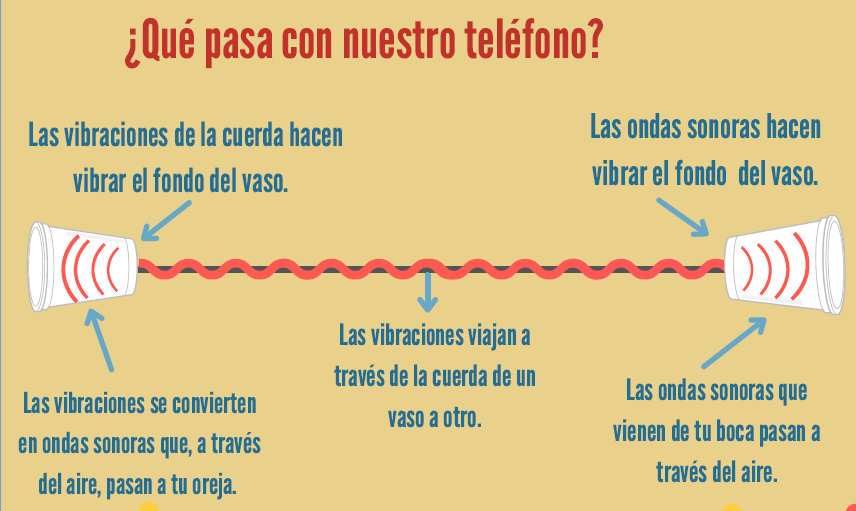 ¿Qué pasa con nuestro teléfono?
Las vibraciones de la cuerda hacen
vibrar el fondo del vaso.
Las ondas sonoras hacen
vibrar el fondo del vaso.
Las vibraciones viajan a
través de la cuerda de un
vaso a otro.
Las vibraciones se convierten
en ondas sonoras que, a través
del aire, pasan a tu oreja.
Las ondas sonoras que
vienen de tu boca pasan a
través del aire.